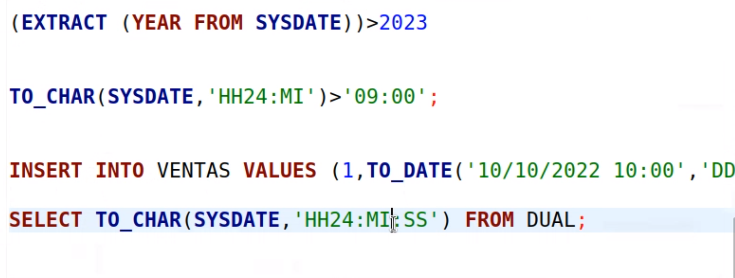 (EXTRACT (YEAR FROM SYSDATE))>2023
TO_CHAR(SYSDATE,'HH24:MI')>'09:00';
INSERT INTO VENTAS VALUES (1,TO_DATE('10/10/2022 10:00','DD
SELECT TO_CHAR(SYSDATE,'HH24:MI:SS') FROM DUAL;